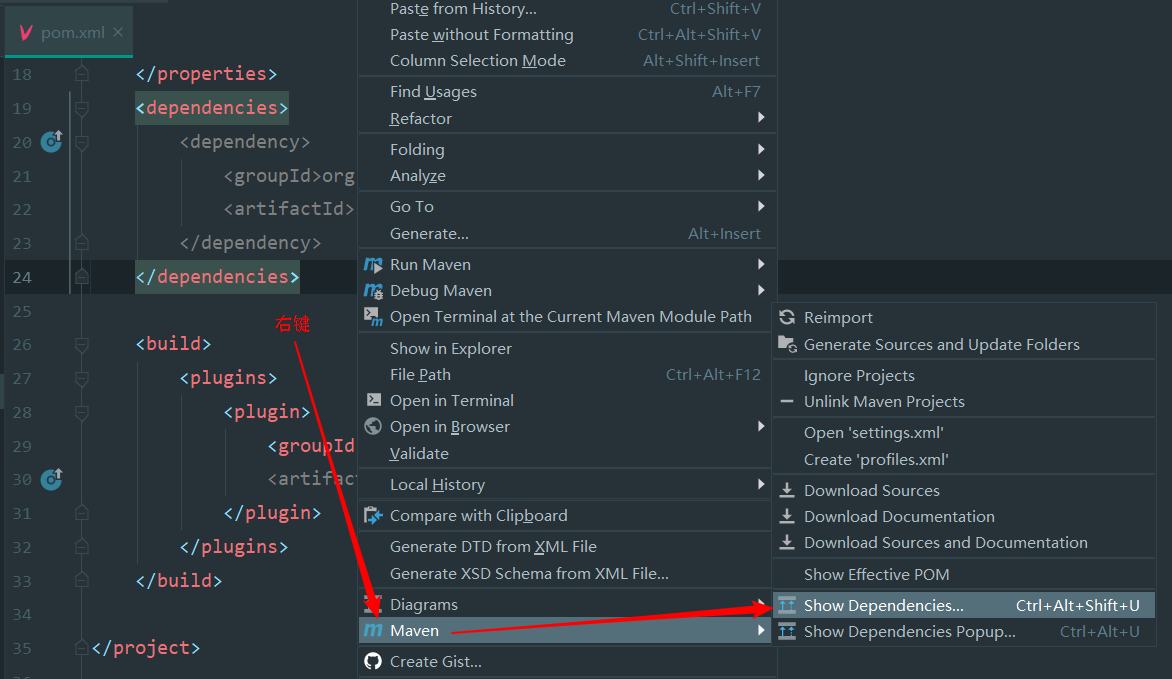 pom.xml
18 </properties>
19 <dependencies>
20 <dependency>
21 <groupId>org
22 <artifactId>
23 </dependency>
24 </dependencies>
25
26 <build>
27 <plugins>
28 <plugin>
29 <groupId
30 <artifac
31 </plugin>
32 </plugins>
33 </build>
34
35 </project>
右键
Paste from History... Ctrl+Shift+V
Paste without Formatting Ctrl+Alt+Shift+V
Column Selection Mode Alt+Shift+Insert
Find Usages Alt+F7
Refactor
Folding
Analyze
Go To
Generate... Alt+Insert
Run Maven
Debug Maven
Open Terminal at the Current Maven Module Path
Show in Explorer
File Path Ctrl+Alt+F12
Open in Terminal
Open in Browser
Validate
Local History
Compare with Clipboard
Generate DTD from XML File
Generate XSD Schema from XML File...
Diagrams
Maven
Create Gist...
Reimport
Generate Sources and Update Folders
Ignore Projects
Unlink Maven Projects
Open 'settings.xml'
Create 'profiles.xml'
Download Sources
Download Documentation
Download Sources and Documentation
Show Effective POM
Show Dependencies... Ctrl+Alt+Shift+U
Show Dependencies Popup... Ctrl+Alt+U